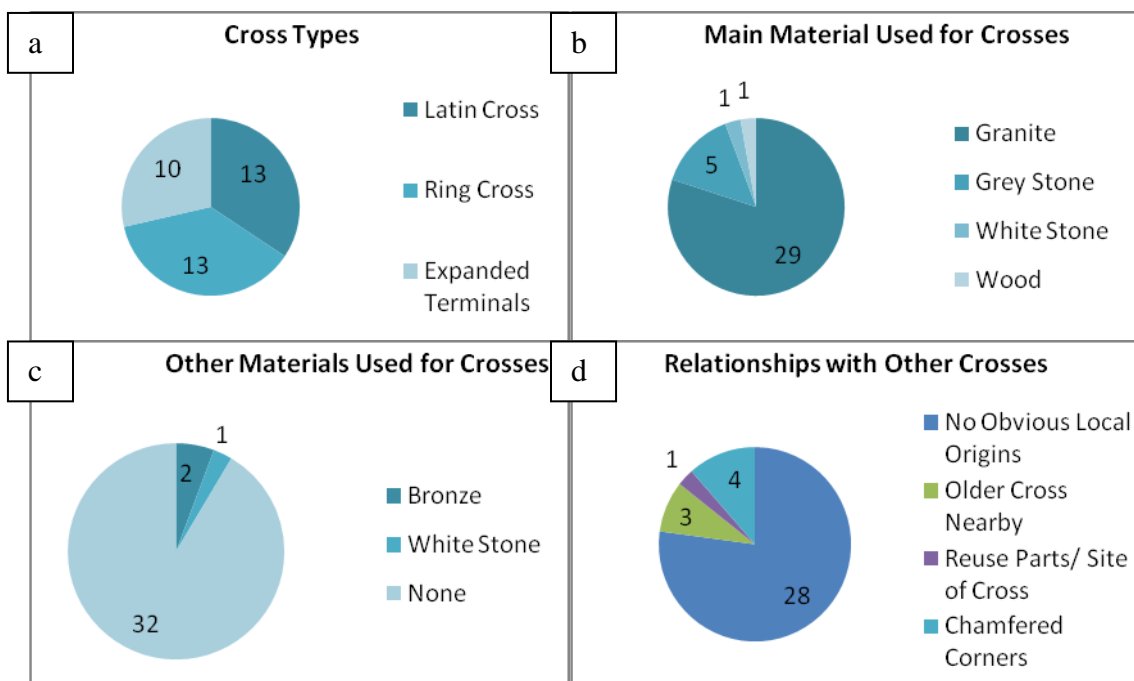 a
Cross Types
10
13
13
Latin Cross
Ring Cross
Expanded
Terminals
b
Main Material Used for Crosses
1
1
5
29
Granite
Grey Stone
White Stone
Wood
c
Other Materials Used for Crosses
1
2
32
Bronze
White Stone
None
d
Relationships with Other Crosses
1
4
3
28
No Obvious Local
Origins
Older Cross
Nearby
Reuse Parts/ Site
of Cross
Chamfered
Corners